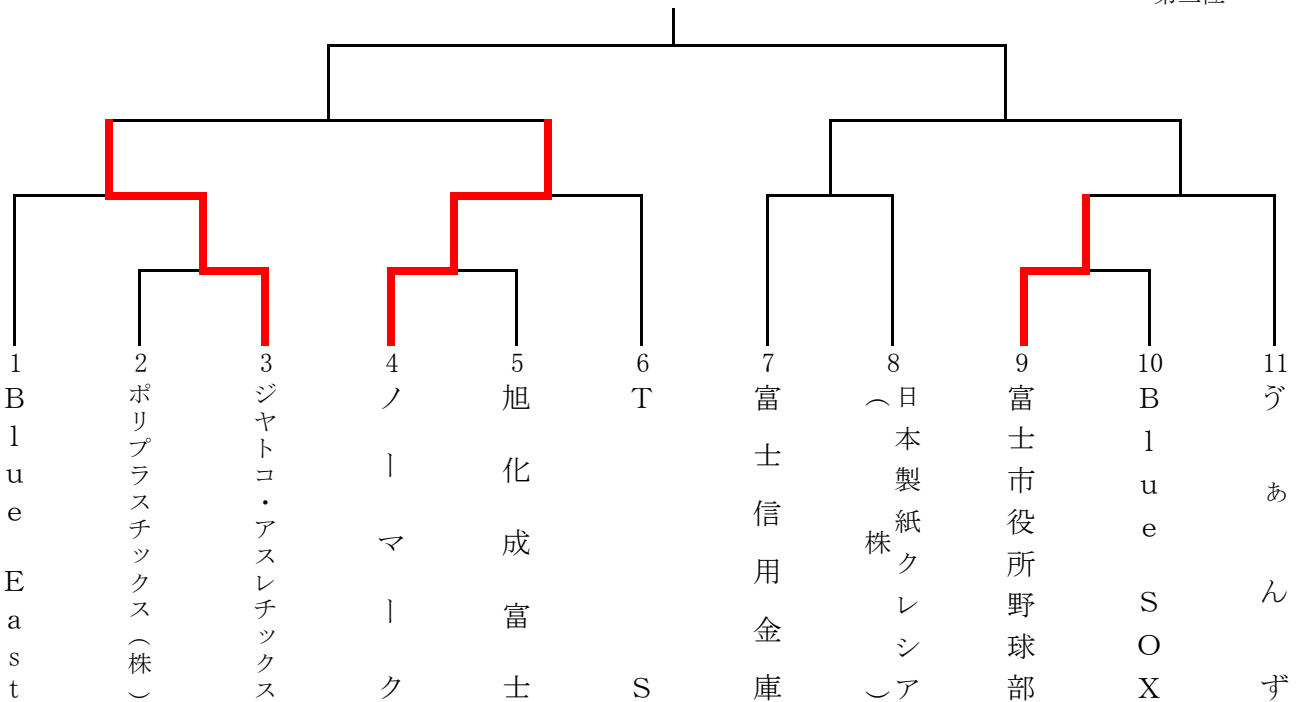 1
Blue East
2
ポリプラスチックス（株）
3
ジヤトコ・アスレチックス
4
ノーマーク
5
旭化成富士
6
TS
7
富士信用金庫
8
日本製紙クレシア
（株）
9
富士市役所野球部
10
Blue SOX
11
ヴぁんず